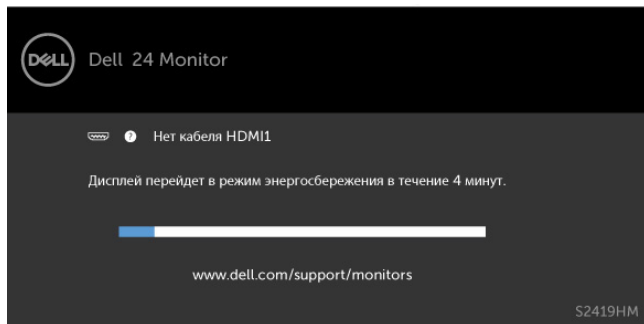 DELL
Dell 24 Monitor
? Нет кабеля HDMI1
Дисплей перейдет в режим энергосбережения в течение 4 минут.
www.dell.com/support/monitors
S2419HM